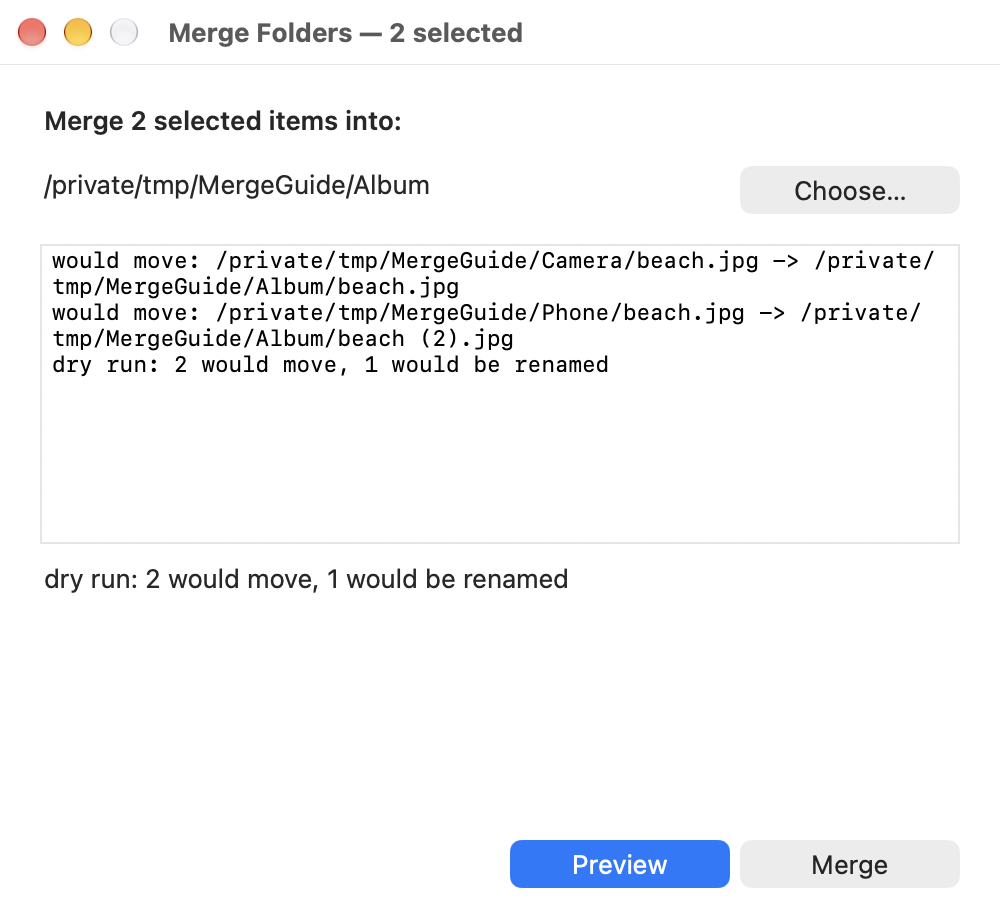 Merge Folders — 2 selected
Merge 2 selected items into:
/private/tmp/MergeGuide/Album
Choose...
would move: /private/tmp/MergeGuide/Camera/beach.jpg —> /private/
tmp/MergeGuide/Album/beach.jpg
would move: /private/tmp/MergeGuide/Phone/beach.jpg —> /private/
tmp/MergeGuide/Album/beach (2).jpg
dry run: 2 would move, 1 would be renamed
dry run: 2 would move, 1 would be renamed
Preview
Merge